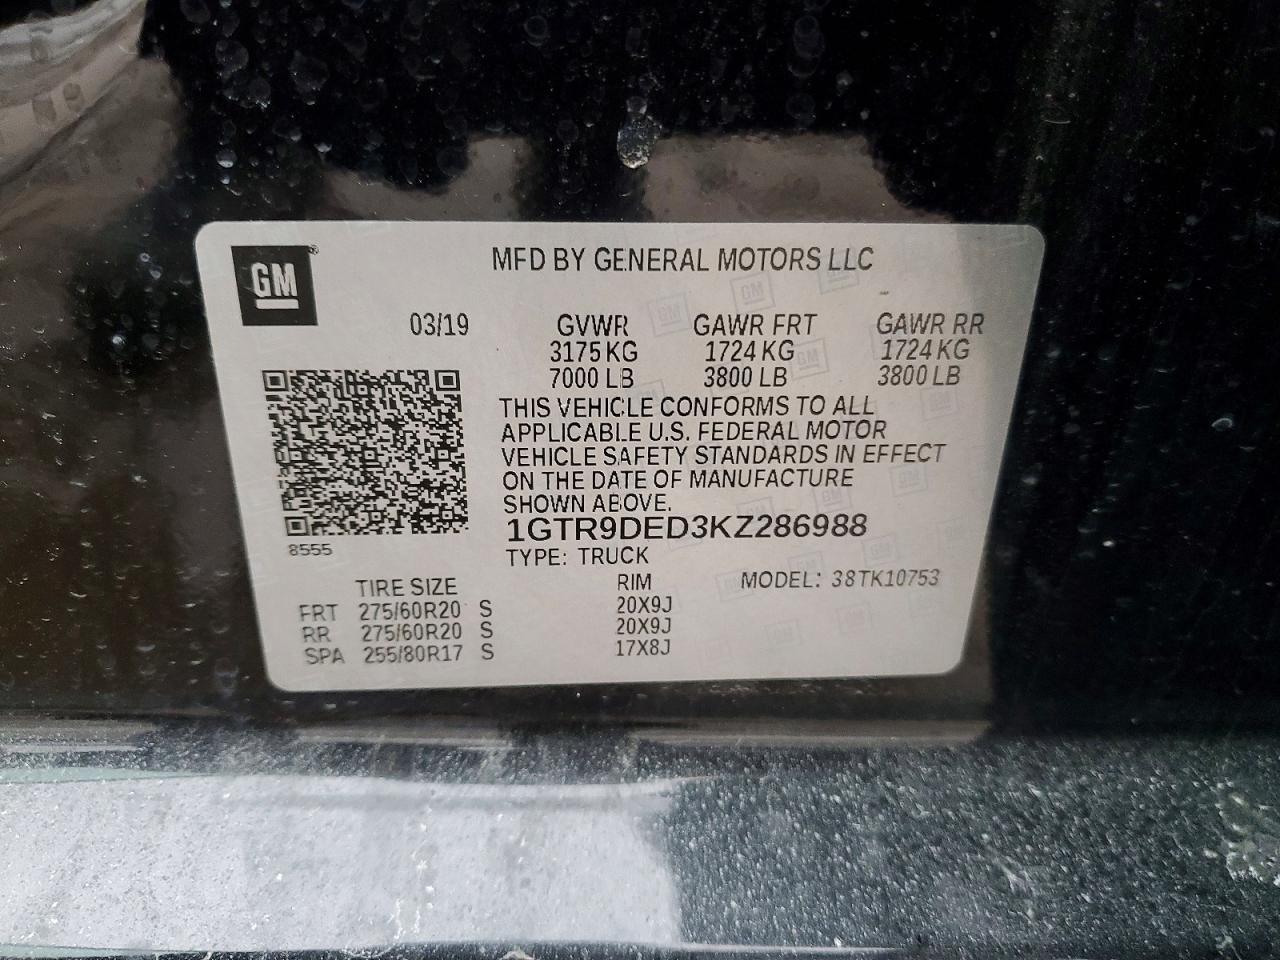 GM®
MFD BY GENERAL MOTORS LLC
03/19 GVWR GAWR FRT GAWR RR
3175 KG 1724 KG 1724 KG
7000 LB 3800 LB 3800 LB
THIS VEHICLE CONFORMS TO ALL
APPLICABLE U.S. FEDERAL MOTOR
VEHICLE SAFETY STANDARDS IN EFFECT
ON THE DATE OF MANUFACTURE
SHOWN ABOVE.
1GTR9DED3KZ286988
8555
TYPE: TRUCK
TIRE SIZE RIM MODEL: 38TK10753
FRT 275/60R20 S 20X9J
RR 275/60R20 S 20X9J
SPA 255/80R17 S 17X8J